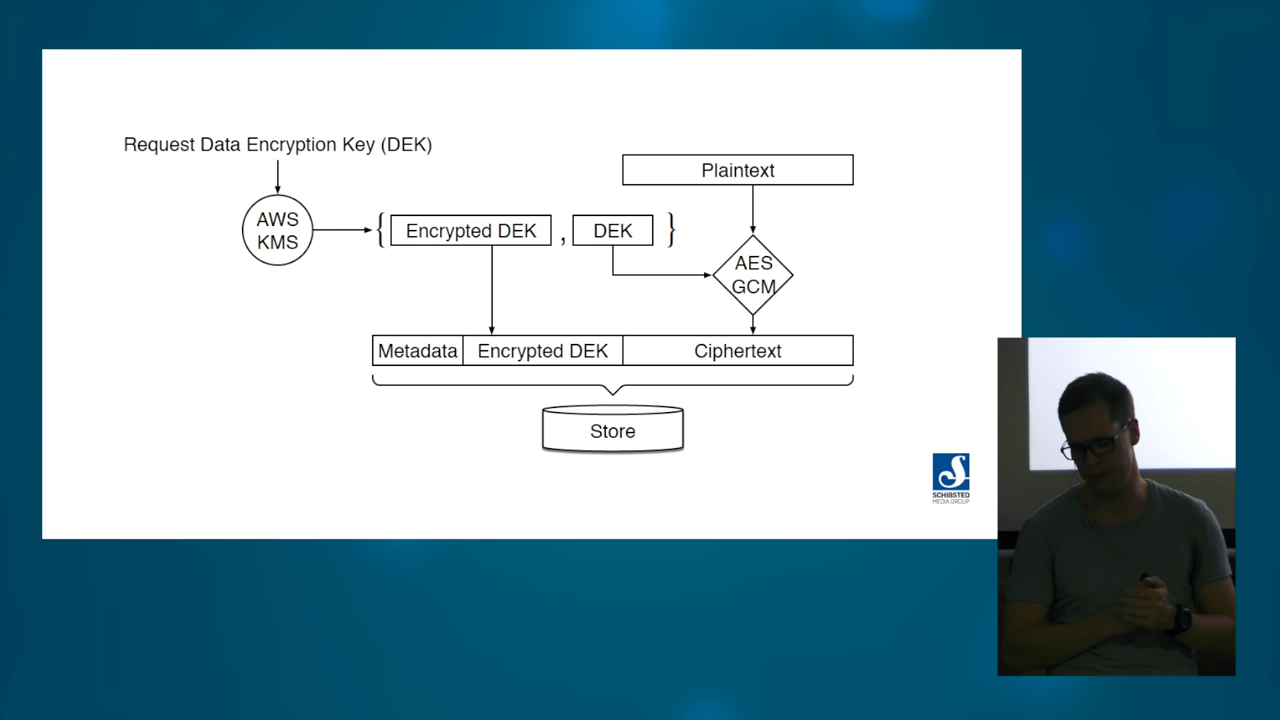 Request Data Encryption Key (DEK)
Plaintext
AWS
KMS
{ Encrypted DEK , DEK }
AES
GCM
Metadata Encrypted DEK Ciphertext
Store
SCHIBSTED
MEDIA GROUP